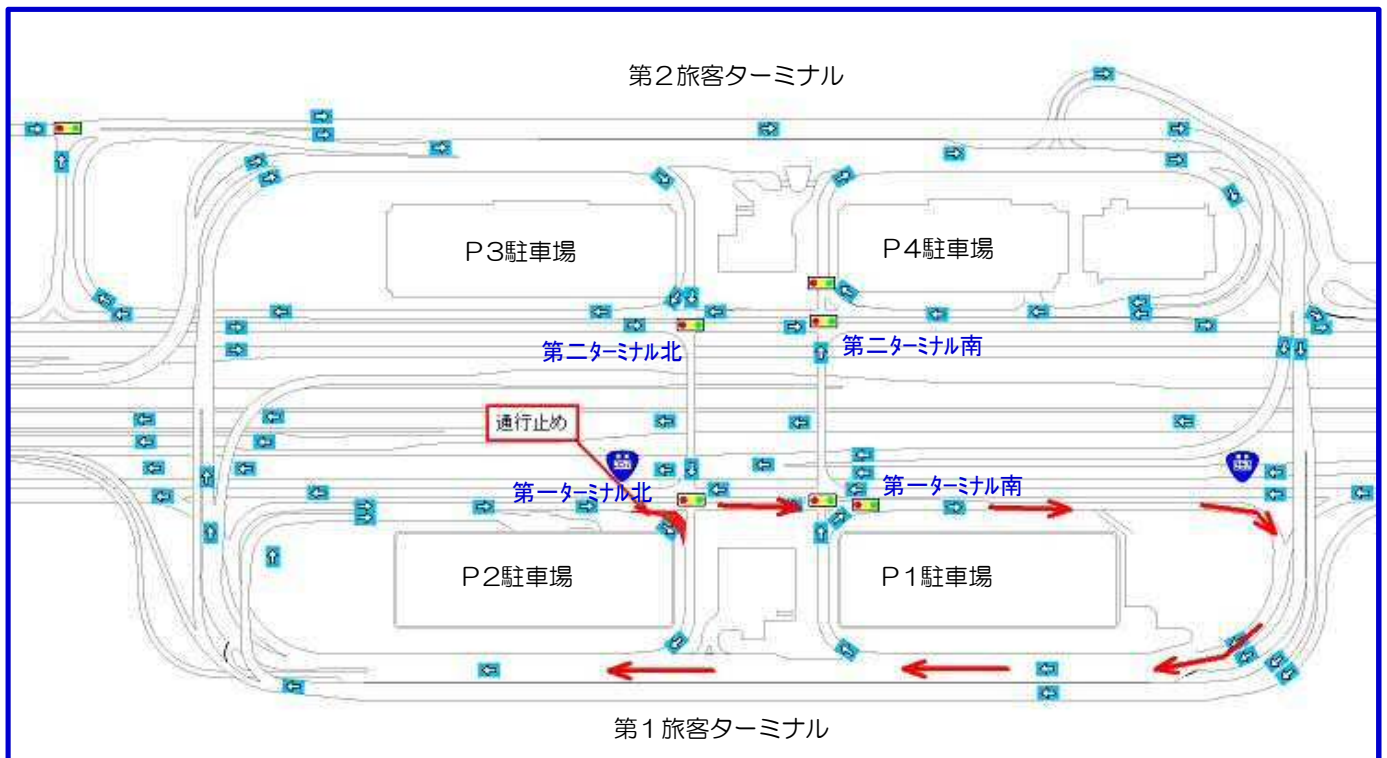 第２旅客ターミナル
Ｐ3駐車場
Ｐ4駐車場
第二ﾀｰﾐﾅﾙ北
第二ﾀｰﾐﾅﾙ南
通行止め
第一ﾀｰﾐﾅﾙ北
第一ﾀｰﾐﾅﾙ南
Ｐ2駐車場
Ｐ1駐車場
第１旅客ターミナル